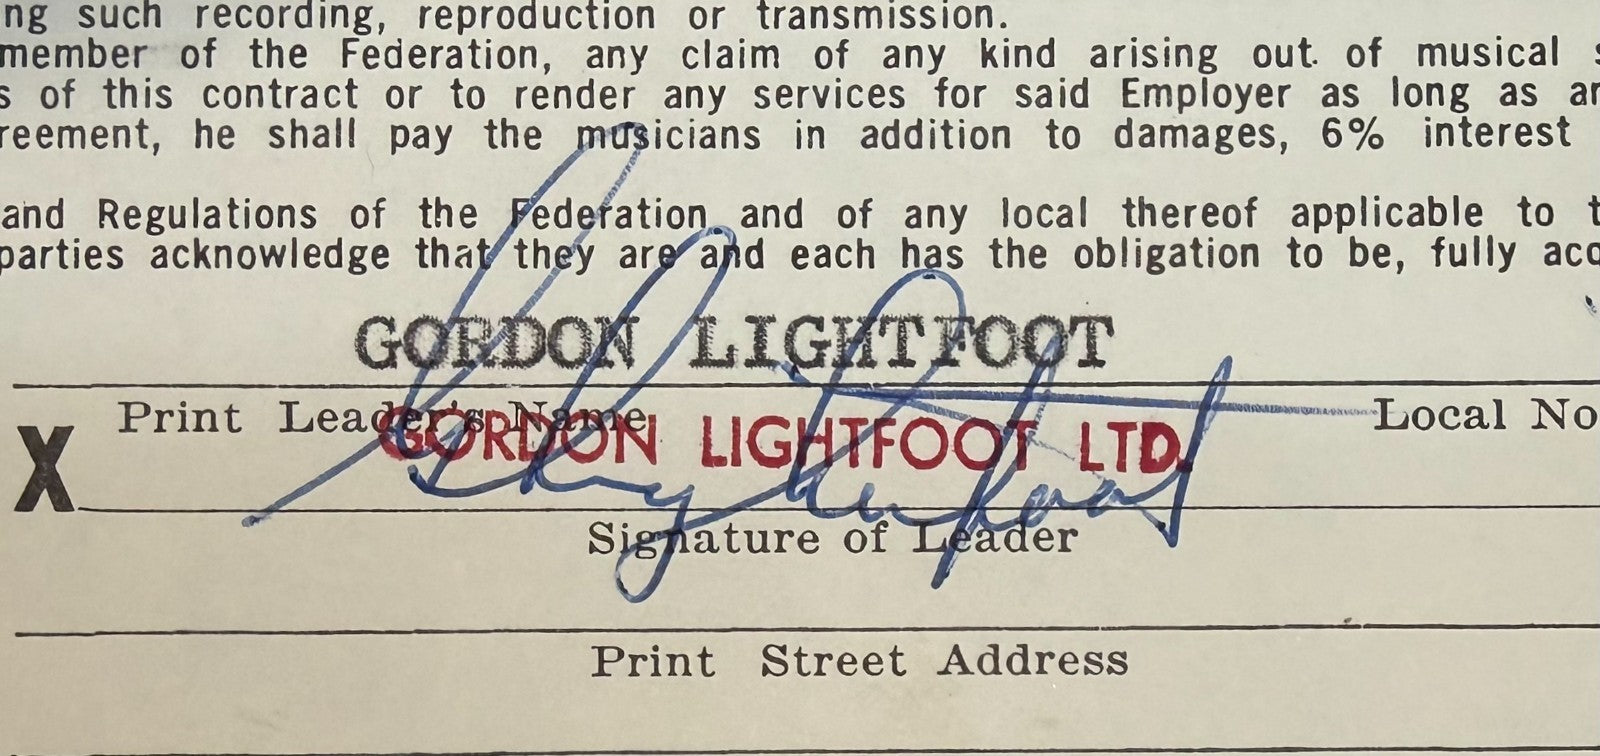 ng such recording, reproduction or transmission.
member of the Federation, any claim of any kind arising out of musical s
s of this contract or to render any services for said Employer as long as an
reement, he shall pay the musicians in addition to damages, 6% interest
and Regulations of the Federation and of any local thereof applicable to t
parties acknowledge that they are and each has the obligation to be, fully acq
GORDON LIGHTFOOT
Print Leader's Name Local No
GORDON LIGHTFOOT LTD.
X
Lightfoot
Signature of Leader
Print Street Address